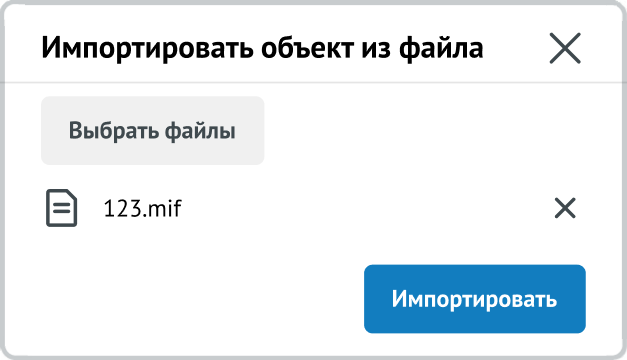 Импортировать объект из файла
Выбрать файлы
123.mif
Импортировать